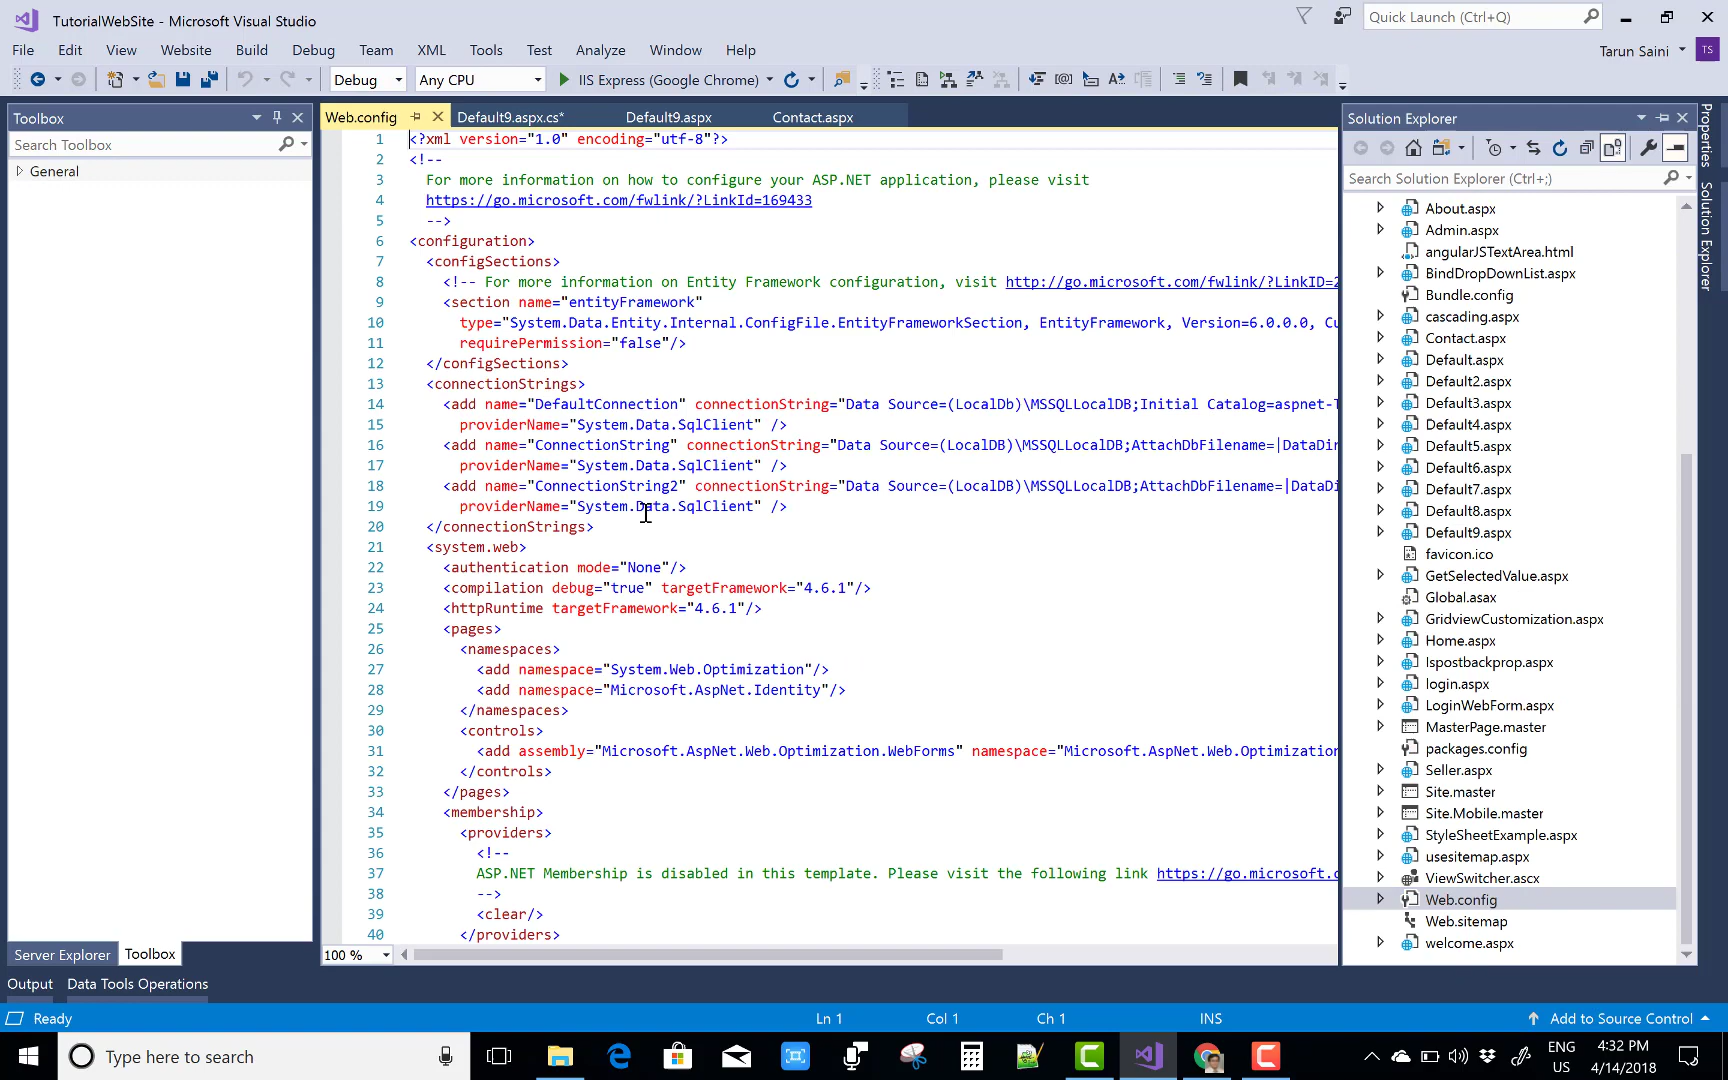 TutorialWebSite - Microsoft Visual Studio
Quick Launch (Ctrl+Q)
File Edit View Website Build Debug Team XML Tools Test Analyze Window Help
Tarun Saini
TS
Debug
Any CPU
IIS Express (Google Chrome)
Toolbox
Search Toolbox
General
Web.config
Default9.aspx.cs*
Default9.aspx
Contact.aspx
1 <?xml version="1.0" encoding="utf-8"?>
2 <!--
3 For more information on how to configure your ASP.NET application, please visit
4 https://go.microsoft.com/fwlink/?LinkId=169433
5 -->
6 <configuration>
7 <configSections>
8 <!-- For more information on Entity Framework configuration, visit http://go.microsoft.com/fwlink/?LinkID=2
9 <section name="entityFramework"
10 type="System.Data.Entity.Internal.ConfigFile.EntityFrameworkSection, EntityFramework, Version=6.0.0.0, Cu
11 requirePermission="false"/>
12 </configSections>
13 <connectionStrings>
14 <add name="DefaultConnection" connectionString="Data Source=(LocalDb)\MSSQLLocalDB;Initial Catalog=aspnet-T
15 providerName="System.Data.SqlClient" />
16 <add name="ConnectionString" connectionString="Data Source=(LocalDB)\MSSQLLocalDB;AttachDbFilename=|DataDir
17 providerName="System.Data.SqlClient" />
18 <add name="ConnectionString2" connectionString="Data Source=(LocalDB)\MSSQLLocalDB;AttachDbFilename=|DataDi
19 providerName="System.Data.SqlClient" />
20 </connectionStrings>
21 <system.web>
22 <authentication mode="None"/>
23 <compilation debug="true" targetFramework="4.6.1"/>
24 <httpRuntime targetFramework="4.6.1"/>
25 <pages>
26 <namespaces>
27 <add namespace="System.Web.Optimization"/>
28 <add namespace="Microsoft.AspNet.Identity"/>
29 </namespaces>
30 <controls>
31 <add assembly="Microsoft.AspNet.Web.Optimization.WebForms" namespace="Microsoft.AspNet.Web.Optimization
32 </controls>
33 </pages>
34 <membership>
35 <providers>
36 <!--
37 ASP.NET Membership is disabled in this template. Please visit the following link https://go.microsoft.c
38 -->
39 <clear/>
40 </providers>
100 %
Solution Explorer
Search Solution Explorer (Ctrl+;)
About.aspx
Admin.aspx
angularJSTextArea.html
BindDropDownList.aspx
Bundle.config
cascading.aspx
Contact.aspx
Default.aspx
Default2.aspx
Default3.aspx
Default4.aspx
Default5.aspx
Default6.aspx
Default7.aspx
Default8.aspx
Default9.aspx
favicon.ico
GetSelectedValue.aspx
Global.asax
GridviewCustomization.aspx
Home.aspx
Ispostbackprop.aspx
login.aspx
LoginWebForm.aspx
MasterPage.master
packages.config
Seller.aspx
Site.master
Site.Mobile.master
StyleSheetExample.aspx
usesitemap.aspx
ViewSwitcher.ascx
Web.config
Web.sitemap
welcome.aspx
Properties
Solution Explorer
Server Explorer
Toolbox
Output
Data Tools Operations
Ready
Ln 1
Col 1
Ch 1
INS
Add to Source Control
Type here to search
ENG
US
4:32 PM
4/14/2018